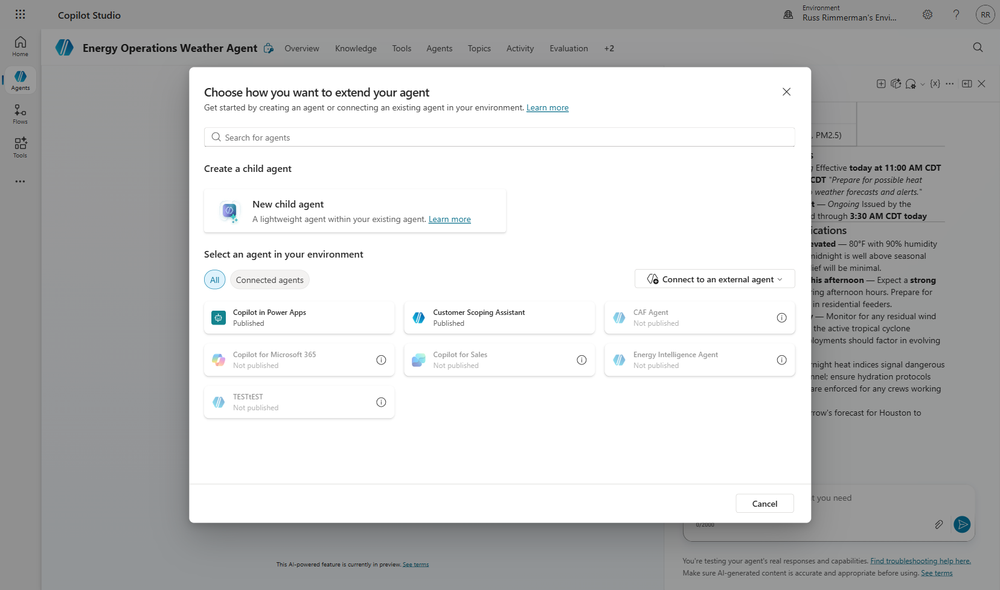 Copilot Studio
Environment
Russ Rimmerman's Envi...
RR
Home
Agents
Flows
Tools
Energy Operations Weather Agent
Overview
Knowledge
Tools
Agents
Topics
Activity
Evaluation
+2
Choose how you want to extend your agent
Get started by creating an agent or connecting an existing agent in your environment. Learn more
Search for agents
Create a child agent
New child agent
A lightweight agent within your existing agent. Learn more
Select an agent in your environment
All
Connected agents
Connect to an external agent
Copilot in Power Apps
Published
Customer Scoping Assistant
Published
CAF Agent
Not published
Copilot for Microsoft 365
Not published
Copilot for Sales
Not published
Energy Intelligence Agent
Not published
TESTtEST
Not published
Cancel
This AI-powered feature is currently in preview. See terms
, PM2.5)
Effective today at 11:00 AM CDT
CDT "Prepare for possible heat
weather forecasts and alerts."
— Ongoing Issued by the
through 3:30 AM CDT today
— 80°F with 90% humidity
midnight is well above seasonal
will be minimal.
this afternoon — Expect a strong
afternoon hours. Prepare for
in residential feeders.
— Monitor for any residual wind
the active tropical cyclone
should factor in evolving
heat indices signal dangerous
ensure hydration protocols
are enforced for any crews working
forecast for Houston to
you need
0/2000
You're testing your agent's real responses and capabilities. Find troubleshooting help here.
Make sure AI-generated content is accurate and appropriate before using. See terms